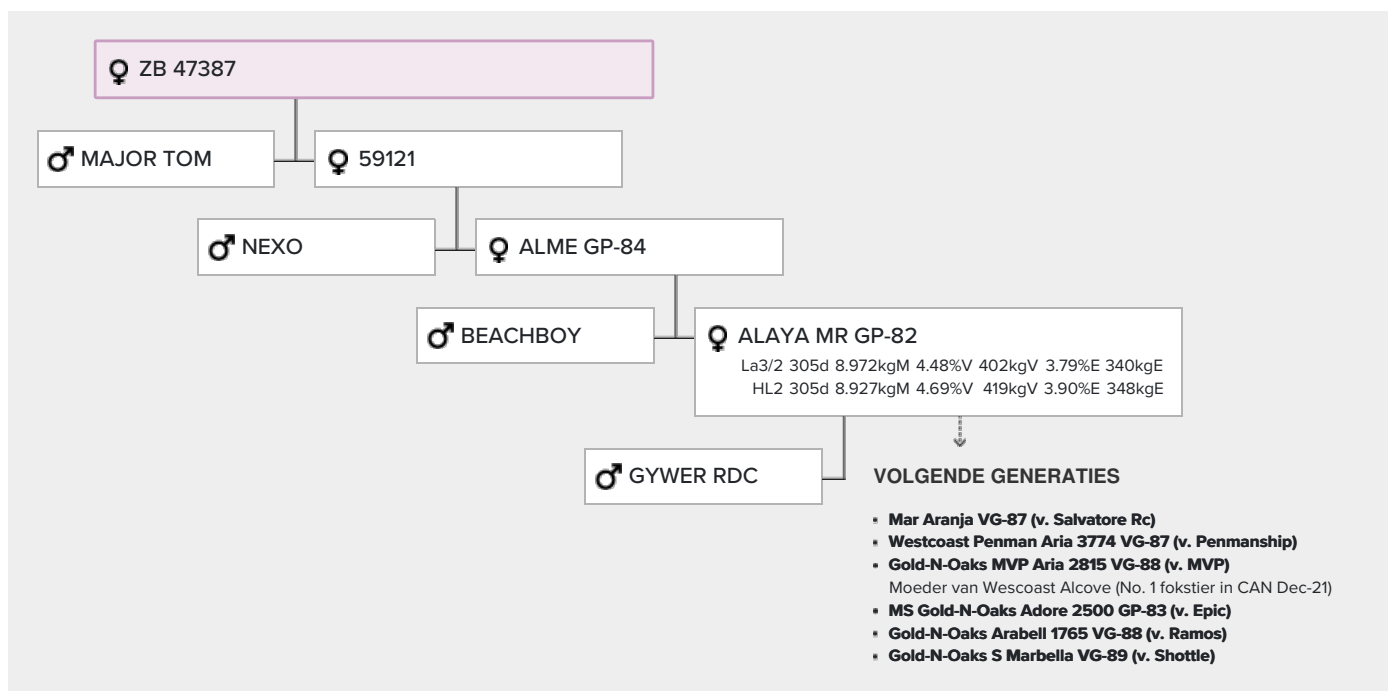 ♀ ZB 47387
♂ MAJOR TOM
♀ 59121
♂ NEXO
♀ ALME GP-84
♂ BEACHBOY
♀ ALAYA MR GP-82
La3/2 305d 8.972kgM 4.48%V 402kgV 3.79%E 340kgE
HL2 305d 8.927kgM 4.69%V 419kgV 3.90%E 348kgE
♂ GYWER RDC
VOLGENDE GENERATIES
▪ Mar Aranja VG-87 (v. Salvatore Rc)
▪ Westcoast Penman Aria 3774 VG-87 (v. Penmanship)
▪ Gold-N-Oaks MVP Aria 2815 VG-88 (v. MVP)
Moeder van Wescoast Alcove (No. 1 fokstier in CAN Dec-21)
▪ MS Gold-N-Oaks Adore 2500 GP-83 (v. Epic)
▪ Gold-N-Oaks Arabell 1765 VG-88 (v. Ramos)
▪ Gold-N-Oaks S Marbella VG-89 (v. Shottle)